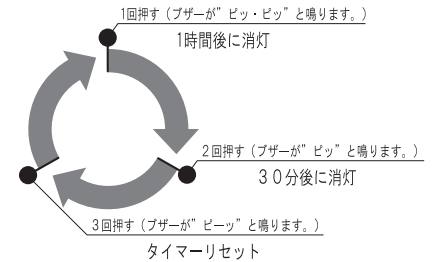 1回押す（ブザーが”ピッ・ピッ”と鳴ります。）
1時間後に消灯
2回押す（ブザーが”ピッ”と鳴ります。）
３０分後に消灯
3回押す（ブザーが”ピーッ”と鳴ります。）
タイマーリセット